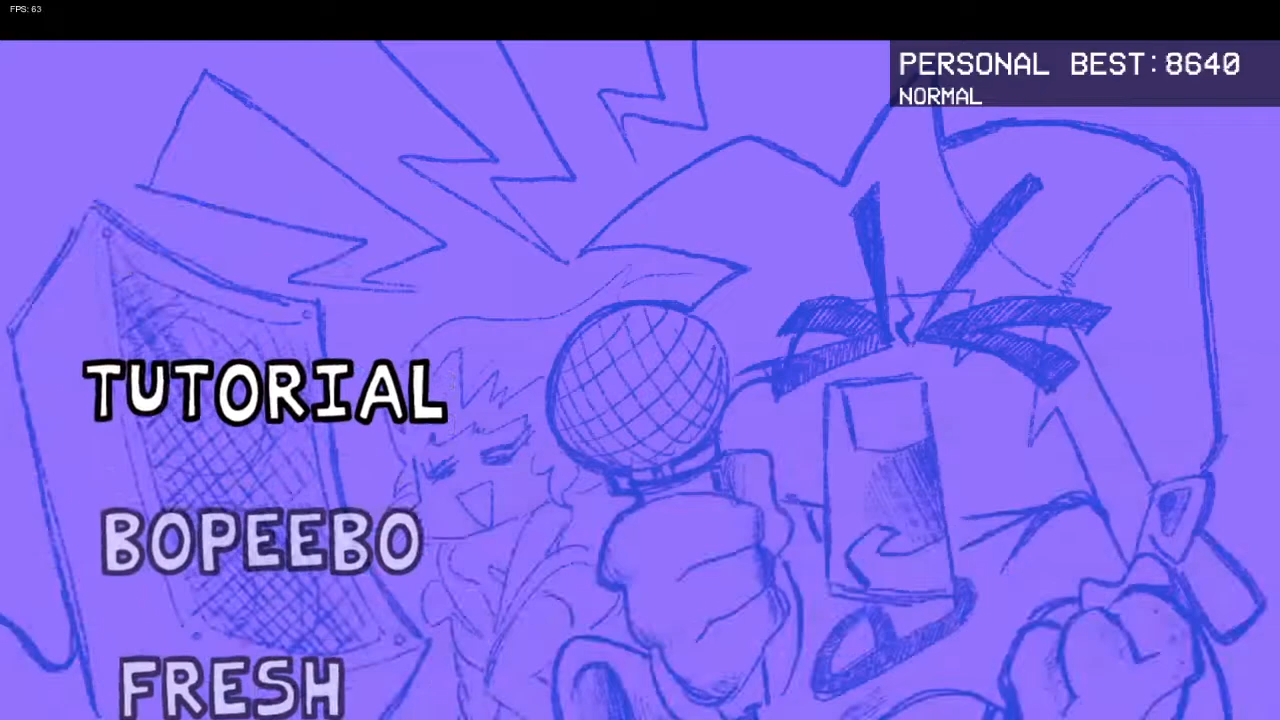 FPS: 63
PERSONAL BEST:8640
NORMAL
TUTORIAL
BOPEEBO
FRESH